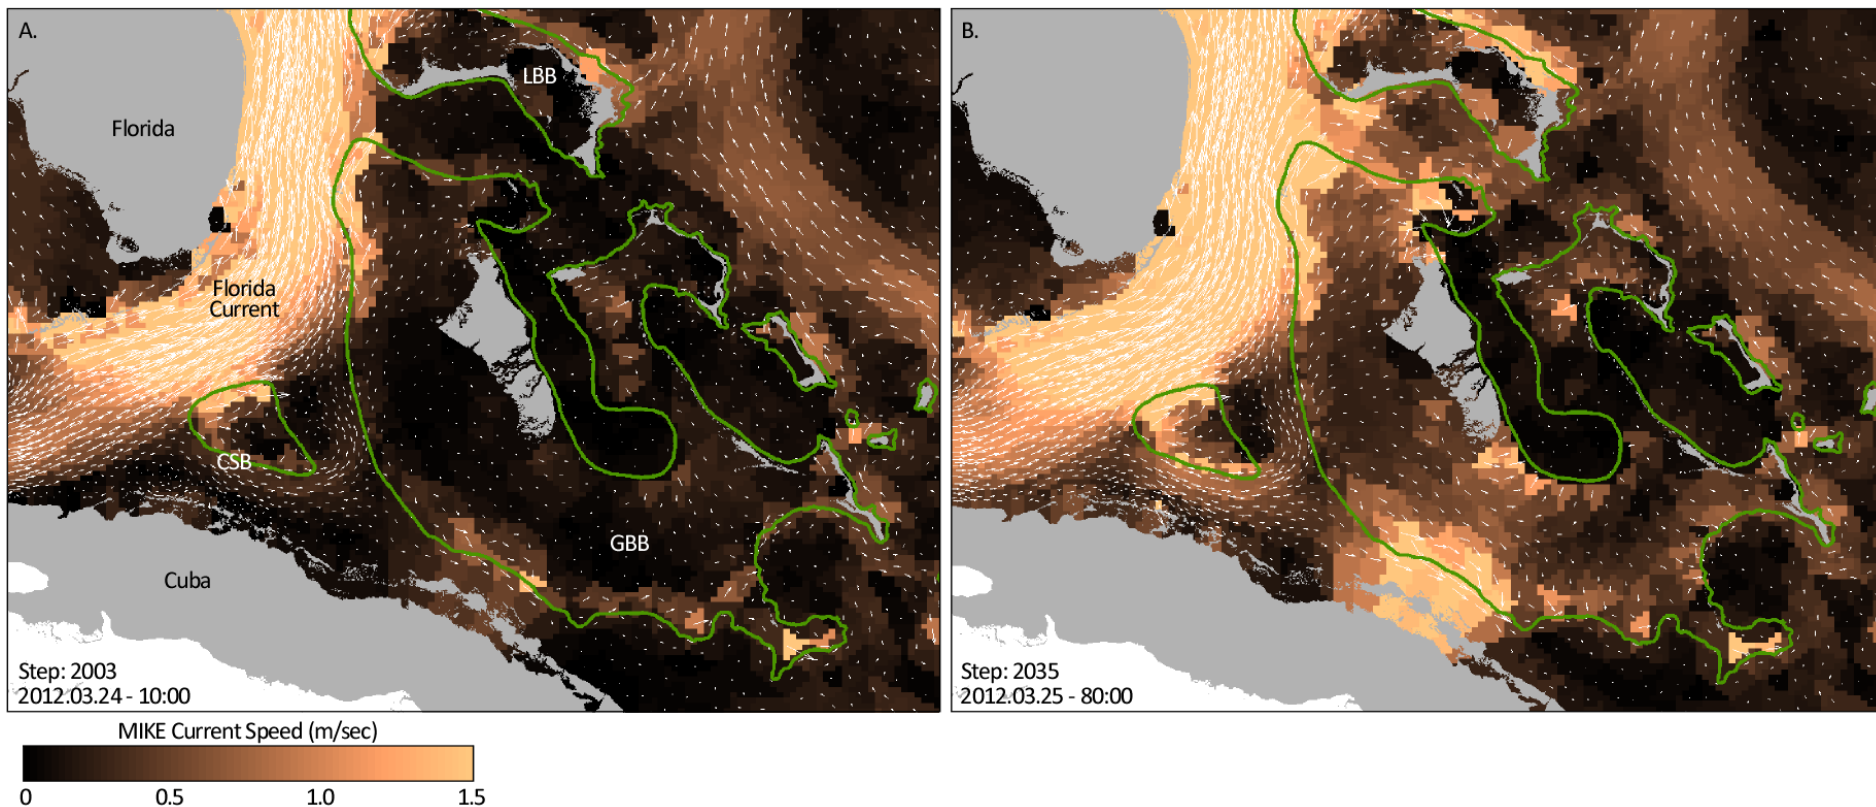 A.
LBB
Florida
Florida
Current
CSB
GBB
Cuba
Step: 2003
2012.03.24 - 10:00
B.
Step: 2035
2012.03.25 - 80:00
MIKE Current Speed (m/sec)
0 0.5 1.0 1.5